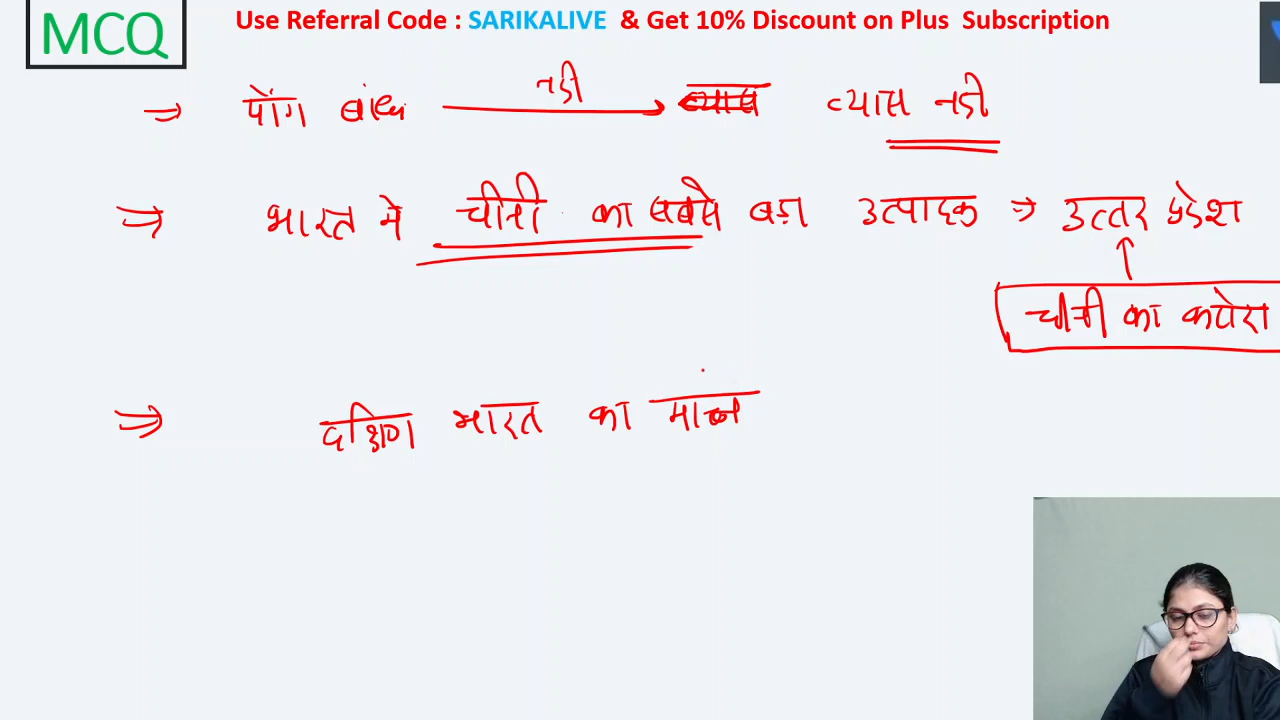 MCQ
Use Referral Code : SARIKALIVE & Get 10% Discount on Plus Subscription
⇒ पोंग बांध नदी → व्यास नदी
⇒ भारत मे चीनी का सबसे बड़ा उत्पादक ⇒ उत्तर प्रदेश
चीनी का कटोरा
⇒ दक्षिण भारत का